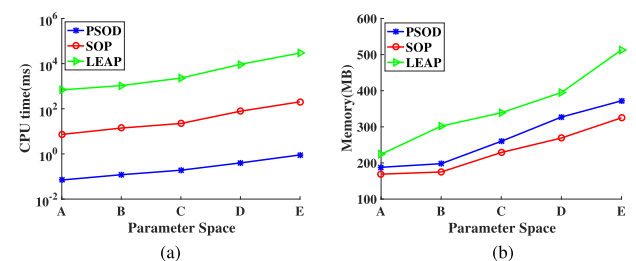 10^6
10^4
10^2
10^0
10^-2
CPU time(ms)
PSOD
SOP
LEAP
A B C D E
Parameter Space
(a)
600
500
400
300
200
100
Memory(MB)
PSOD
SOP
LEAP
A B C D E
Parameter Space
(b)